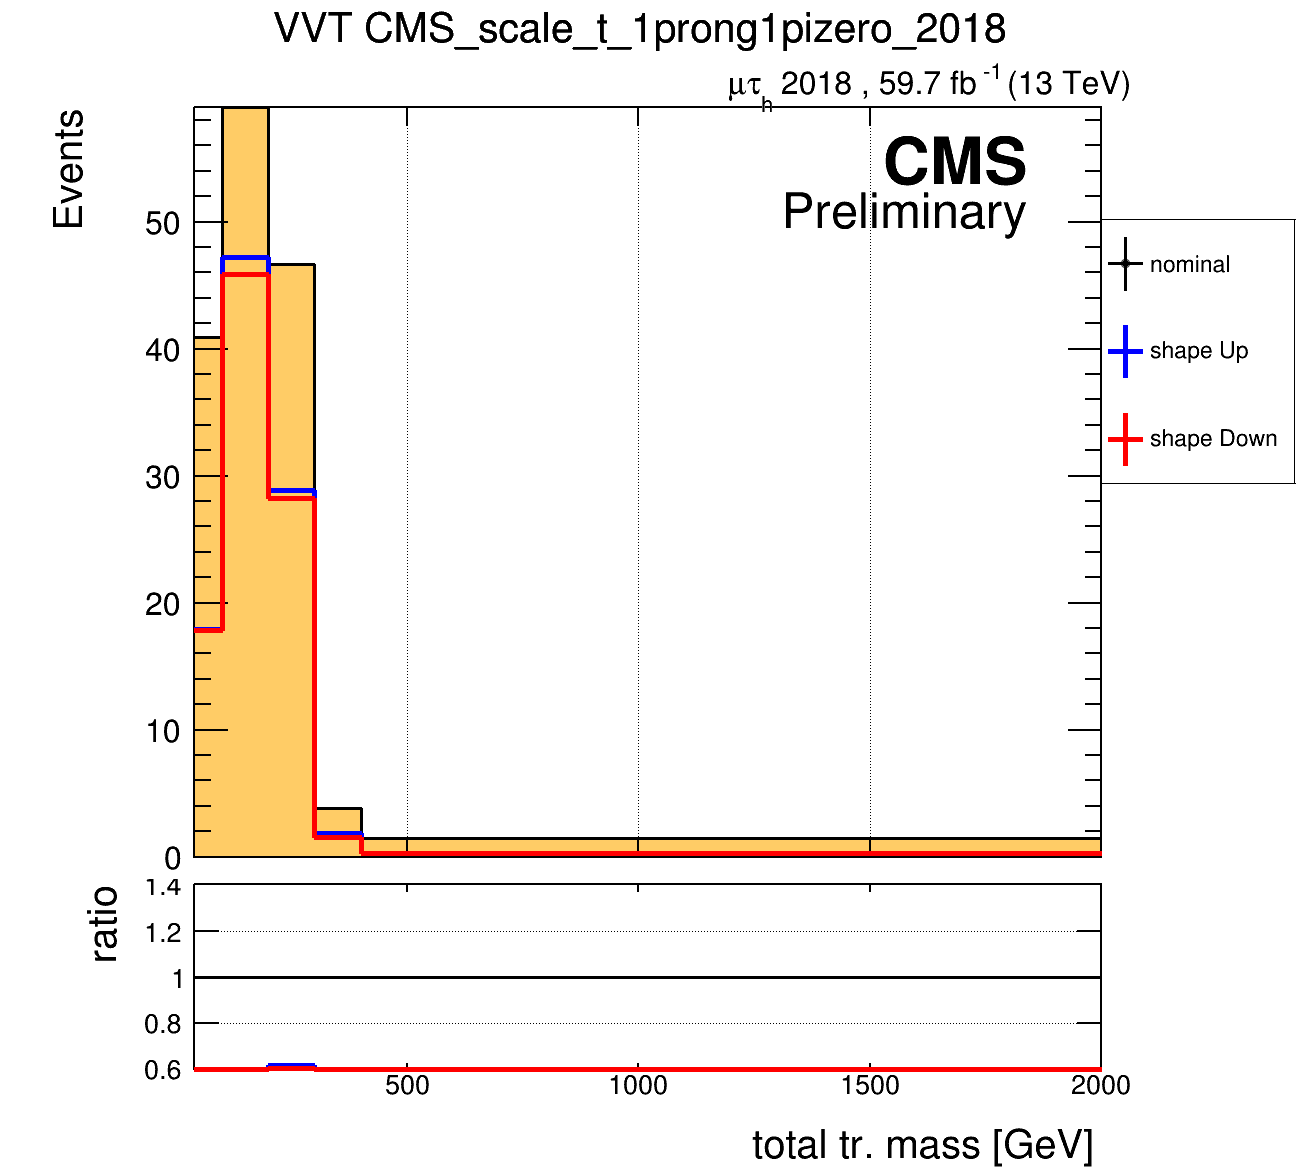 VVT CMS_scale_t_1prong1pizero_2018
μτh 2018 , 59.7 fb-1 (13 TeV)
Events
CMS
Preliminary
50
40
30
20
10
0
nominal
shape Up
shape Down
ratio
1.4
1.2
1
0.8
0.6
500 1000 1500 2000
total tr. mass [GeV]